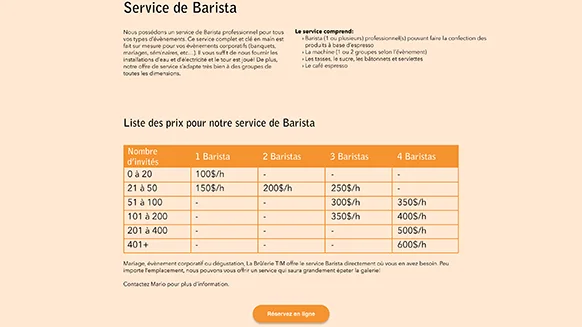 Service de Barista
Nous possédons un service de Barista professionnel pour tous
vos types d'évènements. Ce service complet et clé en main est
fait sur mesure pour vos évènements corporatifs (banquets,
mariages, séminaires, etc...). Il vous suffit de nous fournir les
installations d'eau et d'électricité et le tour est joué! De plus,
notre offre de service s'adapte très bien à des groupes de
toutes les dimensions.
Le service comprend:
› Barista (1 ou plusieurs) professionnel(s) pouvant faire la confection des
produits à base d'espresso
› La machine (1 ou 2 groupes selon l'évènement)
› Les tasses, le sucre, les bâtonnets et serviettes
› Le café espresso
Liste des prix pour notre service de Barista
Nombre
d'invités 1 Barista 2 Baristas 3 Baristas 4 Baristas
0 à 20 100$/h - - -
21 à 50 150$/h 200$/h 250$/h
51 à 100 - - 300$/h 350$/h
101 à 200 - - 350$/h 400$/h
201 à 400 - - - 500$/h
401+ - - - 600$/h
Mariage, évènement corporatif ou dégustation, La Brûlerie TIM offre le service Barista directement où vous en avez besoin. Peu
importe l'emplacement, nous pouvons vous offrir un service qui saura grandement épater la galerie!
Contactez Mario pour plus d'information.
Réservez en ligne